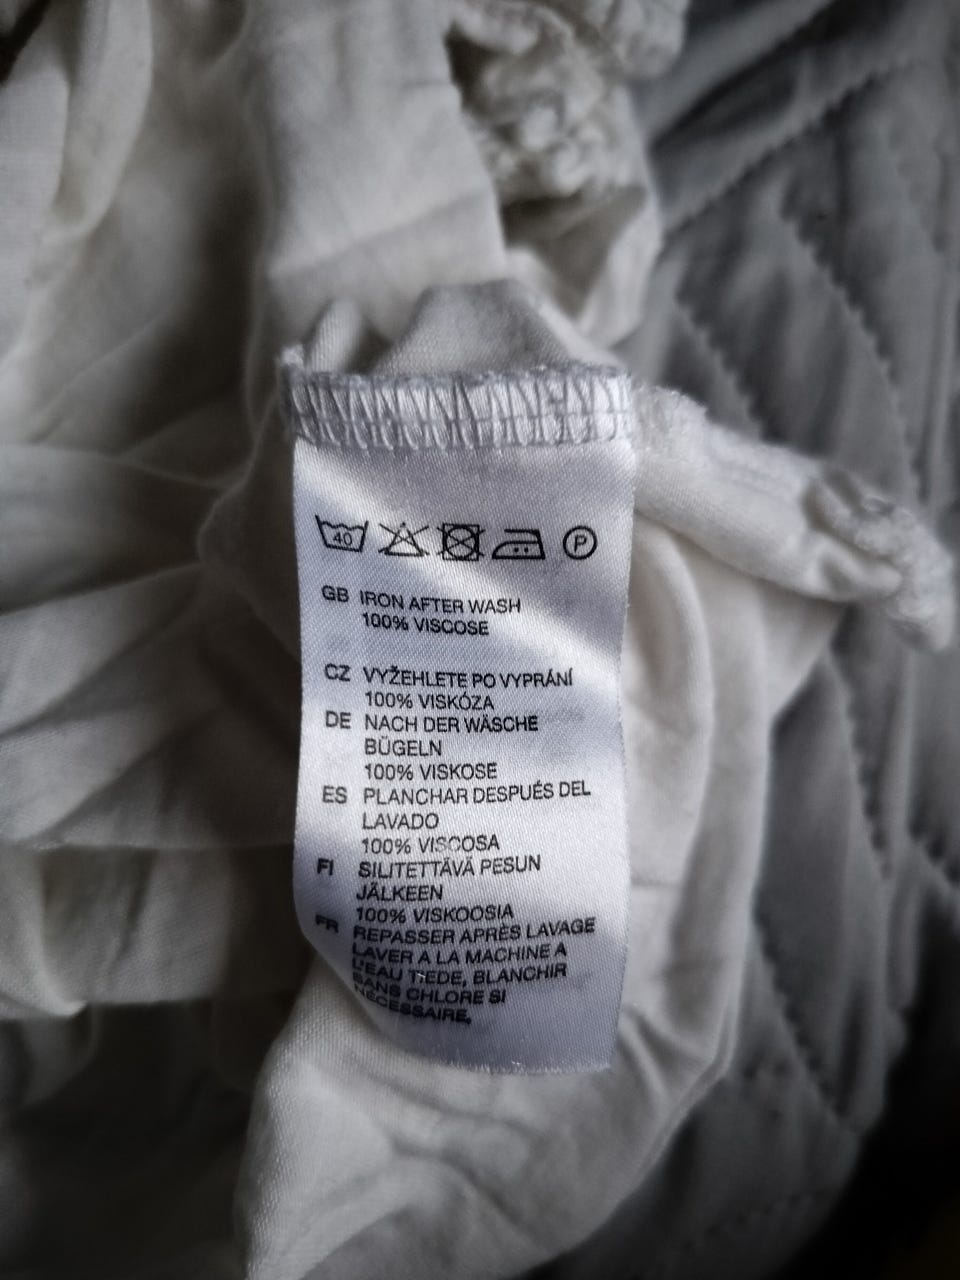 40 P
GB IRON AFTER WASH
100% VISCOSE
CZ VYŽEHLETE PO VYPRÁNÍ
100% VISKÓZA
DE NACH DER WÄSCHE
BÜGELN
100% VISKOSE
ES PLANCHAR DESPUÉS DEL
LAVADO
100% VISCOSA
FI SILITETTÄVÄ PESUN
JÄLKEEN
100% VISKOOSIA
FR REPASSER APRÈS LAVAGE
LAVER A LA MACHINE A
L'EAU TIEDE, BLANCHIR
SANS CHLORE SI
NÉCESSAIRE,